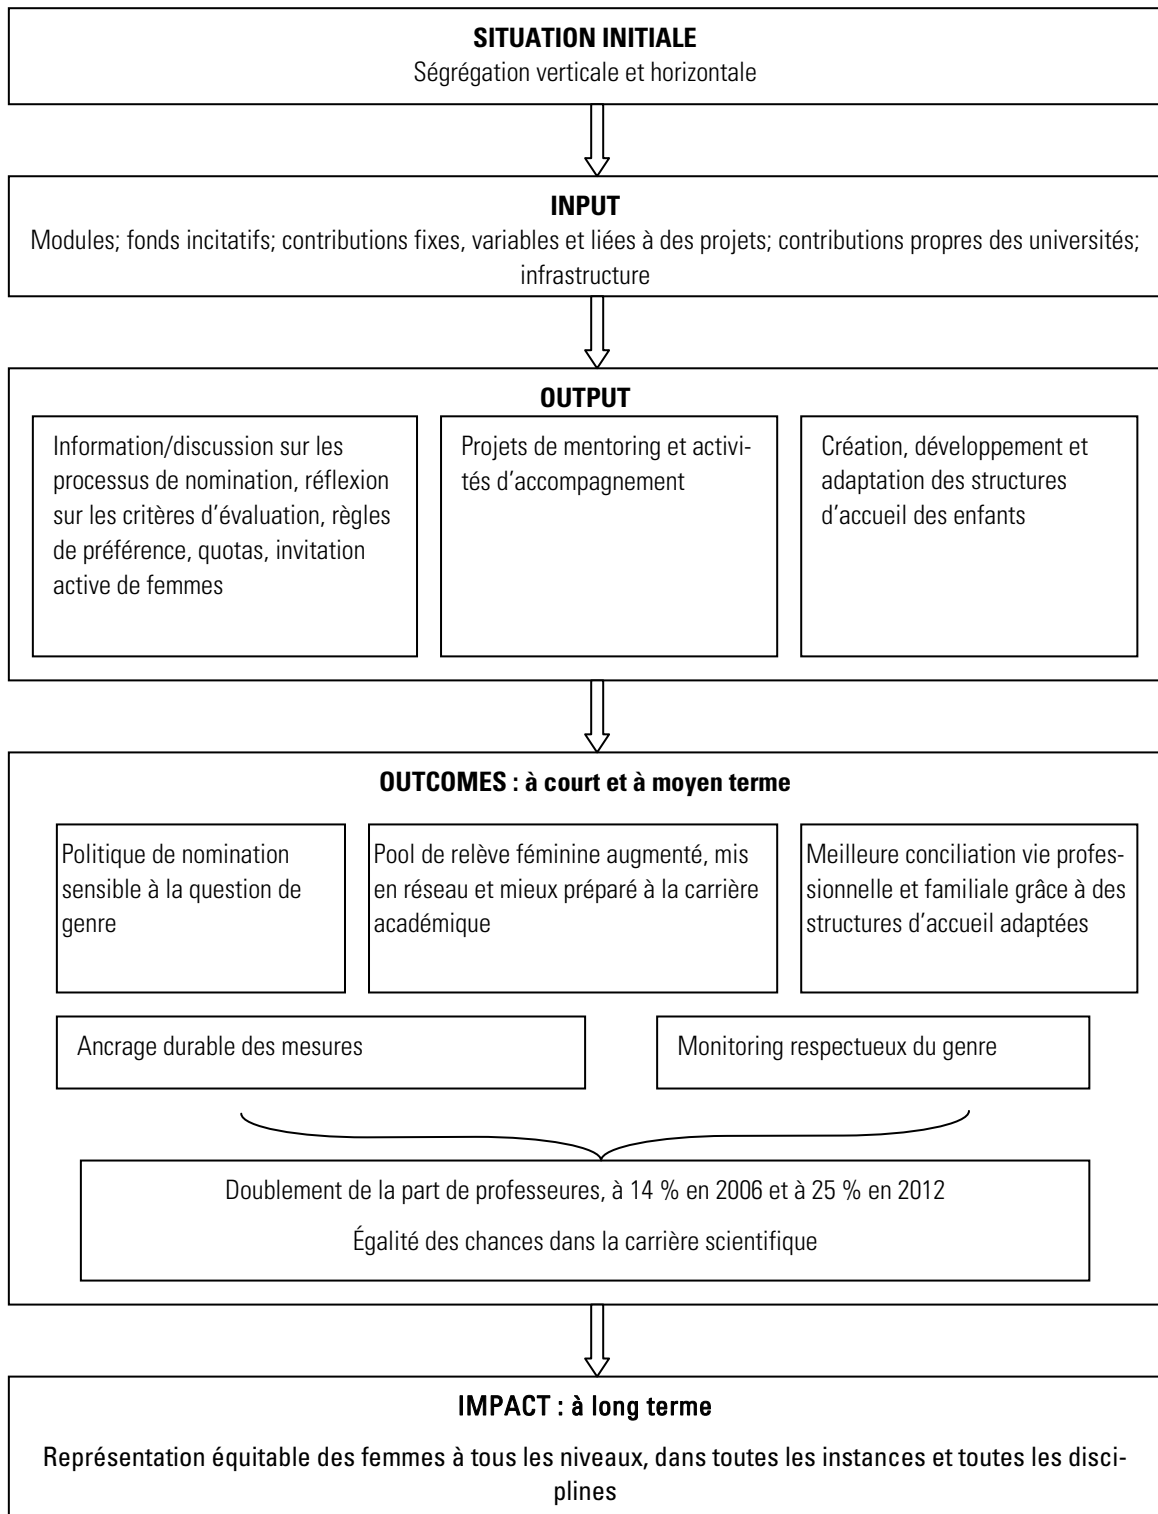 SITUATION INITIALE
Ségrégation verticale et horizontale
INPUT
Modules; fonds incitatifs; contributions fixes, variables et liées à des projets; contributions propres des universités;
infrastructure
OUTPUT
Information/discussion sur les
processus de nomination, réflexion
sur les critères d’évaluation, règles
de préférence, quotas, invitation
active de femmes
Projets de mentoring et activi-
tés d’accompagnement
Création, développement et
adaptation des structures
d’accueil des enfants
OUTCOMES : à court et à moyen terme
Politique de nomination
sensible à la question de
genre
Pool de relève féminine augmenté, mis
en réseau et mieux préparé à la carrière
académique
Meilleure conciliation vie profes-
sionnelle et familiale grâce à des
structures d’accueil adaptées
Ancrage durable des mesures
Monitoring respectueux du genre
Doublement de la part de professeures, à 14 % en 2006 et à 25 % en 2012
Égalité des chances dans la carrière scientifique
IMPACT : à long terme
Représentation équitable des femmes à tous les niveaux, dans toutes les instances et toutes les disci-
plines